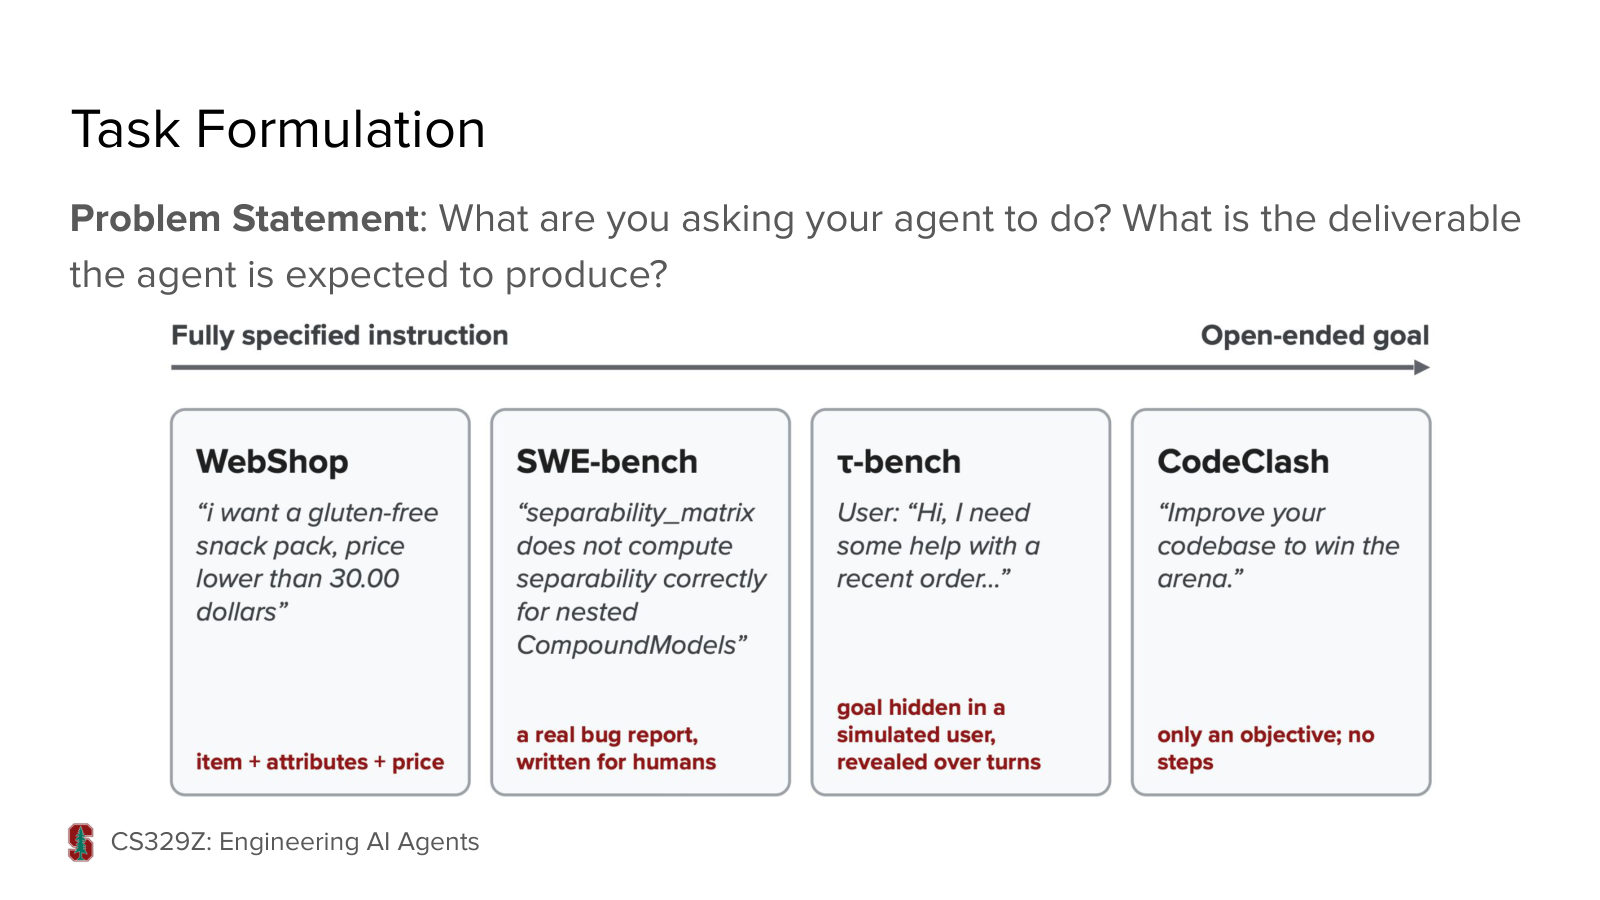 Task Formulation
Problem Statement: What are you asking your agent to do? What is the deliverable
the agent is expected to produce?
Fully specified instruction
Open-ended goal
WebShop
“i want a gluten-free
snack pack, price
lower than 30.00
dollars”
item + attributes + price
SWE-bench
“separability_matrix
does not compute
separability correctly
for nested
CompoundModels”
a real bug report,
written for humans
τ-bench
User: “Hi, I need
some help with a
recent order...”
goal hidden in a
simulated user,
revealed over turns
CodeClash
“Improve your
codebase to win the
arena.”
only an objective; no
steps
CS329Z: Engineering AI Agents